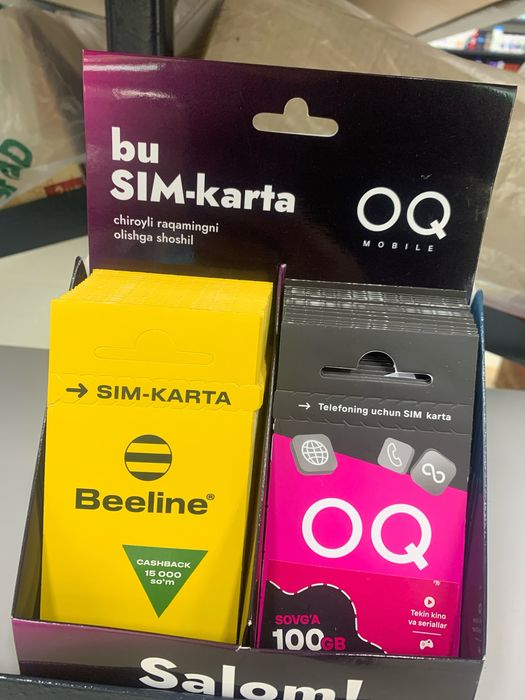 bu
SIM-karta
chiroyli raqamingni
olishga shoshil
OQ
MOBILE
→ SIM-KARTA
Beeline®
CASHBACK
15 000
so'm
→ Telefoning uchun SIM karta
OQ
SOVG'A
100GB
Tekin kino
va seriallar
Salom!